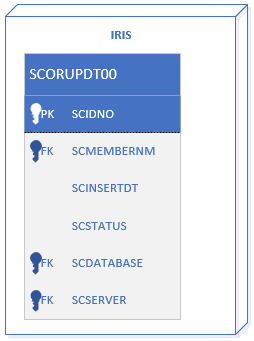 IRIS
SCORUPDT00
PK SCIDNO
FK SCMEMBERNM
SCINSERTDT
SCSTATUS
FK SCDATABASE
FK SCSERVER